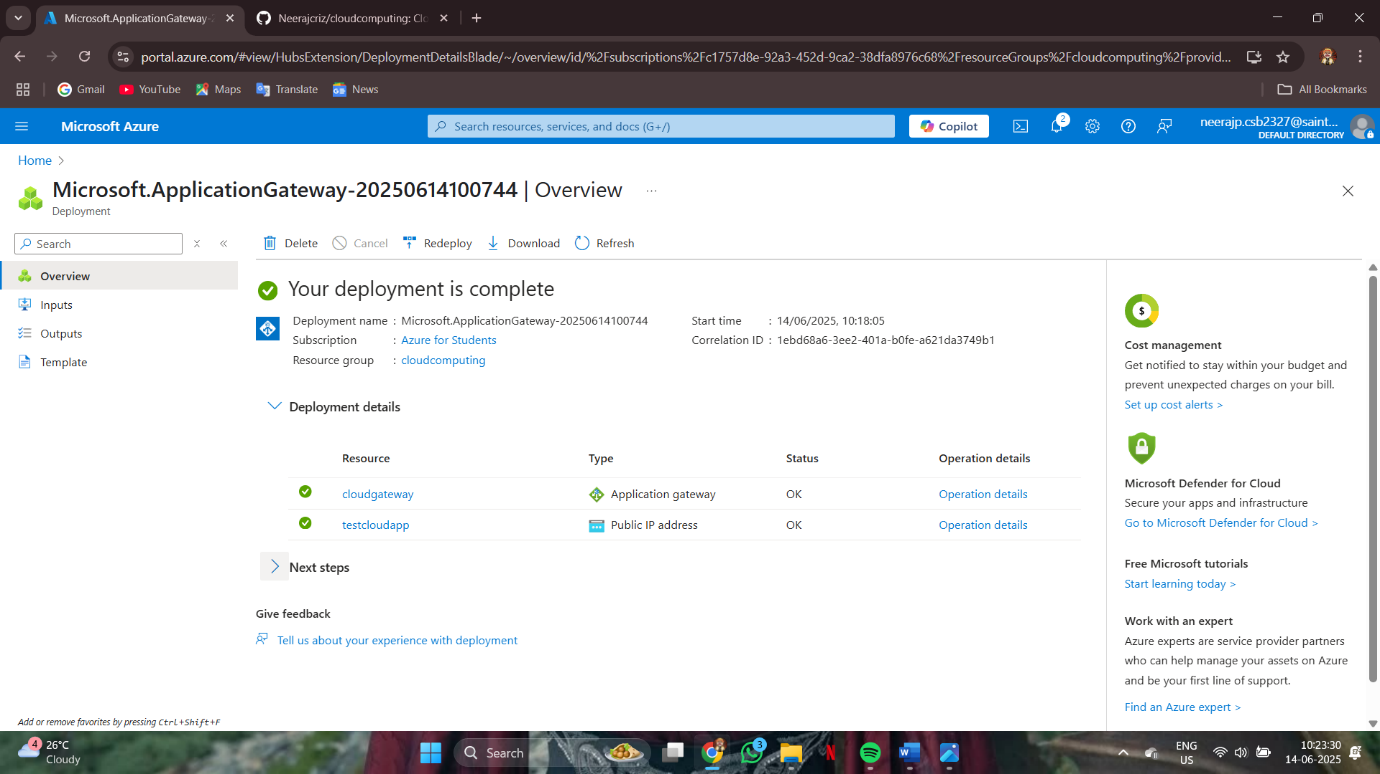 Microsoft.ApplicationGateway-2
Neerajcriz/cloudcomputing: Clo
portal.azure.com/#view/HubsExtension/DeploymentDetailsBlade/~/overview/id/%2Fsubscriptions%2Fc1757d8e-92a3-452d-9ca2-38dfa8976c68%2FresourceGroups%2Fcloudcomputing%2Fprovid...
Gmail YouTube Maps Translate News All Bookmarks
Microsoft Azure Search resources, services, and docs (G+/) Copilot 2 neerajp.csb2327@saint...
DEFAULT DIRECTORY
Home >
Microsoft.ApplicationGateway-20250614100744 | Overview ...
Deployment
Search
Delete Cancel Redeploy Download Refresh
Overview
Inputs
Outputs
Template
Your deployment is complete
Deployment name : Microsoft.ApplicationGateway-20250614100744
Subscription : Azure for Students
Resource group : cloudcomputing
Start time : 14/06/2025, 10:18:05
Correlation ID : 1ebd68a6-3ee2-401a-b0fe-a621da3749b1
Deployment details
Resource Type Status Operation details
cloudgateway Application gateway OK Operation details
testcloudapp Public IP address OK Operation details
Next steps
Give feedback
Tell us about your experience with deployment
$
Cost management
Get notified to stay within your budget and
prevent unexpected charges on your bill.
Set up cost alerts >
Microsoft Defender for Cloud
Secure your apps and infrastructure
Go to Microsoft Defender for Cloud >
Free Microsoft tutorials
Start learning today >
Work with an expert
Azure experts are service provider partners
who can help manage your assets on Azure
and be your first line of support.
Find an Azure expert >
Add or remove favorites by pressing Ctrl+Shift+F
4
26°C
Cloudy
Search
3
ENG
US
10:23:30
14-06-2025